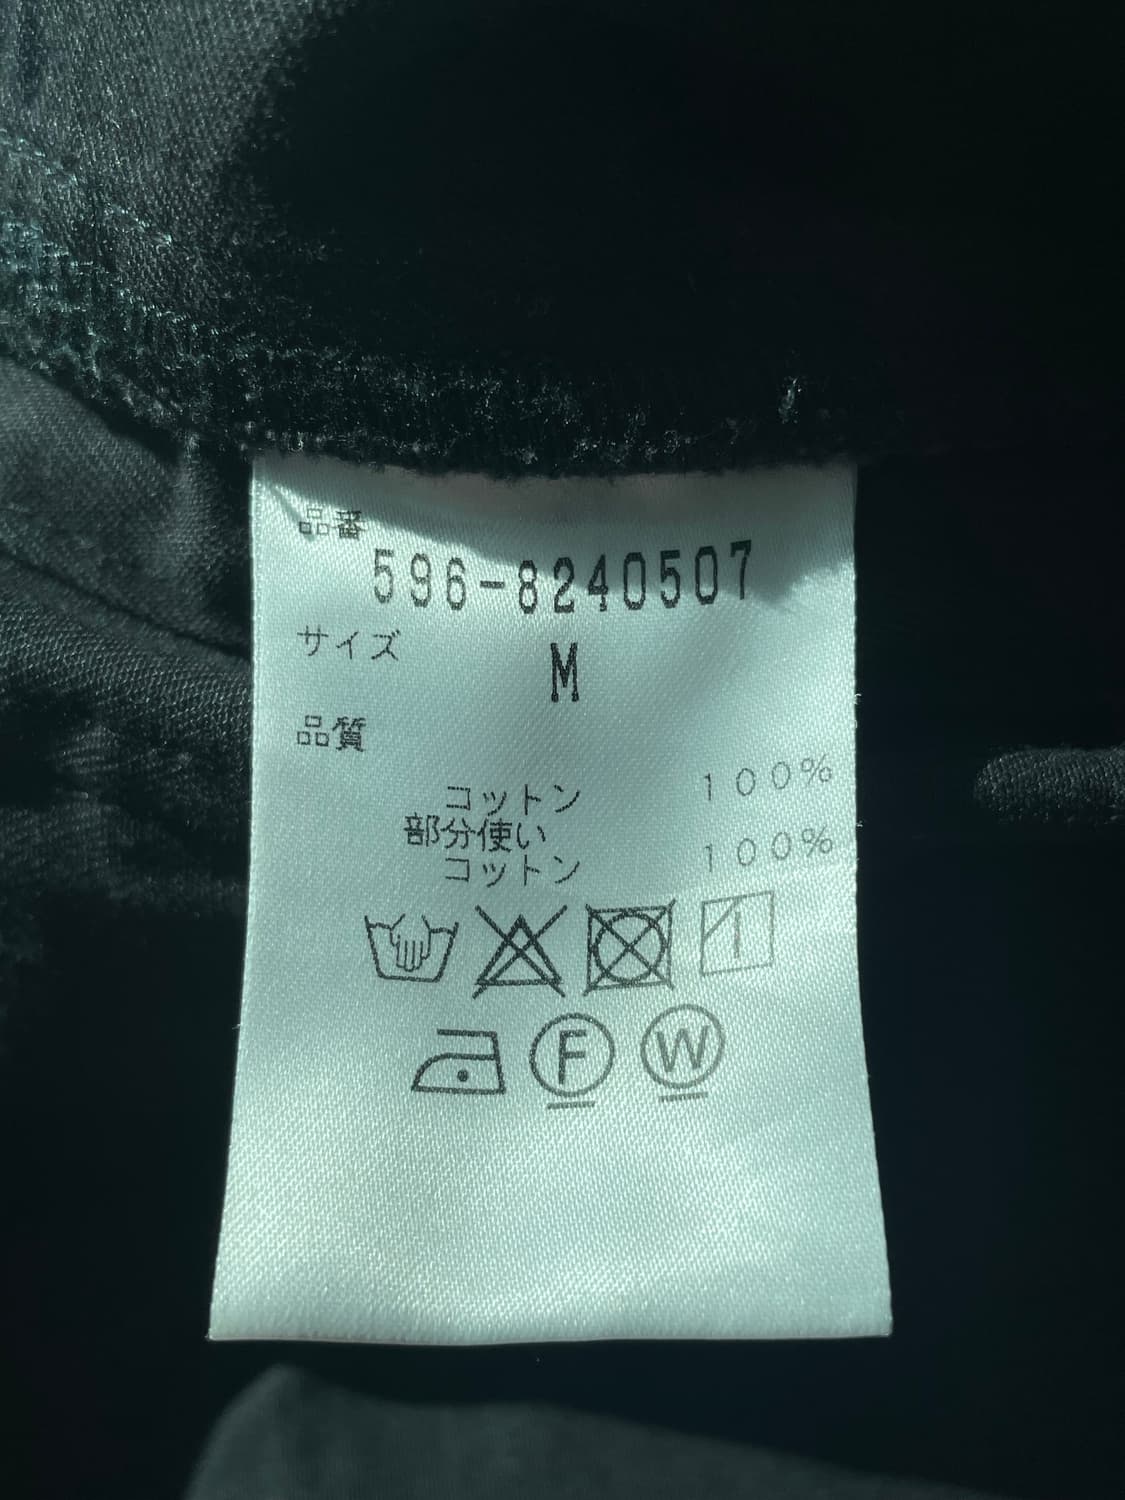 品番
596-8240507
サイズ
M
品質
コットン 100%
部分使い
コットン 100%
F W